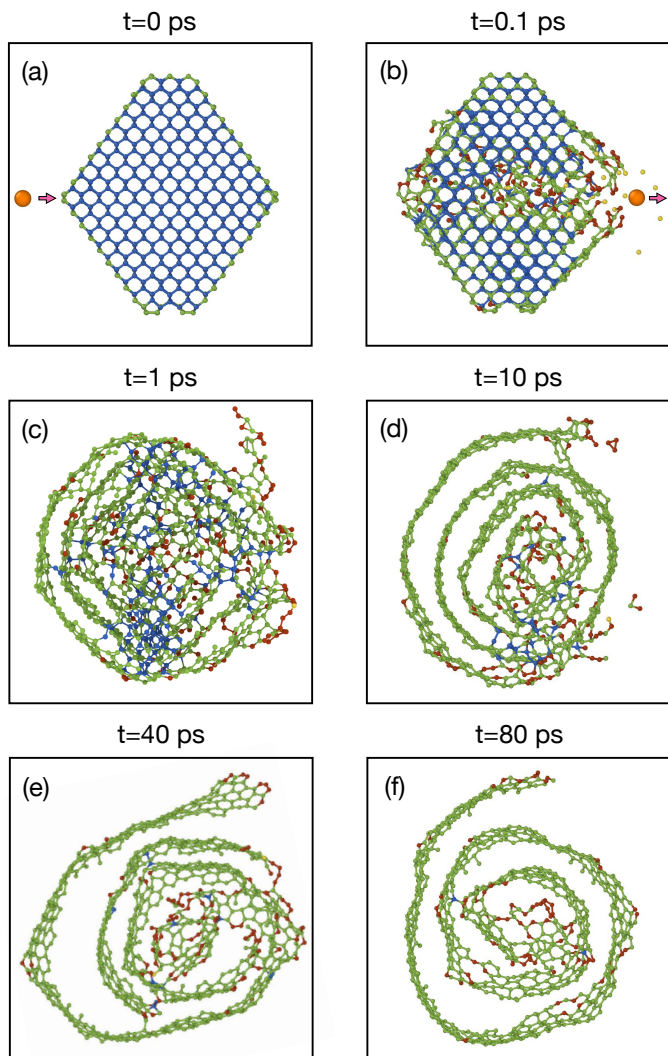 t=0 ps
t=0.1 ps
(a)
(b)
t=1 ps
t=10 ps
(c)
(d)
t=40 ps
t=80 ps
(e)
(f)